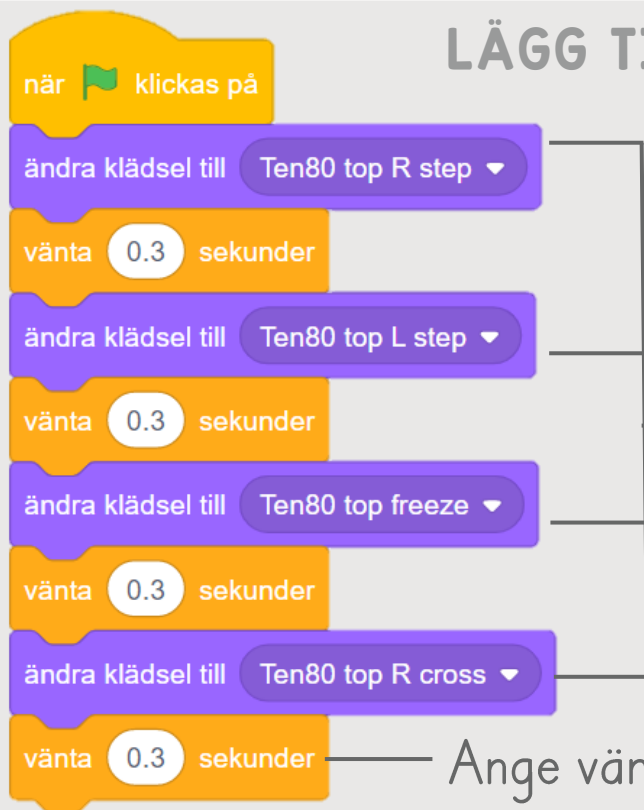 LÄGG
när klickas på
ändra klädsel till Ten80 top R step
vänta 0.3 sekunder
ändra klädsel till Ten80 top L step
vänta 0.3 sekunder
ändra klädsel till Ten80 top freeze
vänta 0.3 sekunder
ändra klädsel till Ten80 top R cross
vänta 0.3 sekunder
Ange